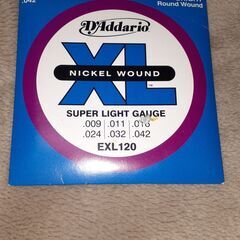 .042
Round Wound
D'Addario
XL
NICKEL WOUND
SUPER LIGHT GAUGE
.009 .011 .016
.024 .032 .042
EXL120